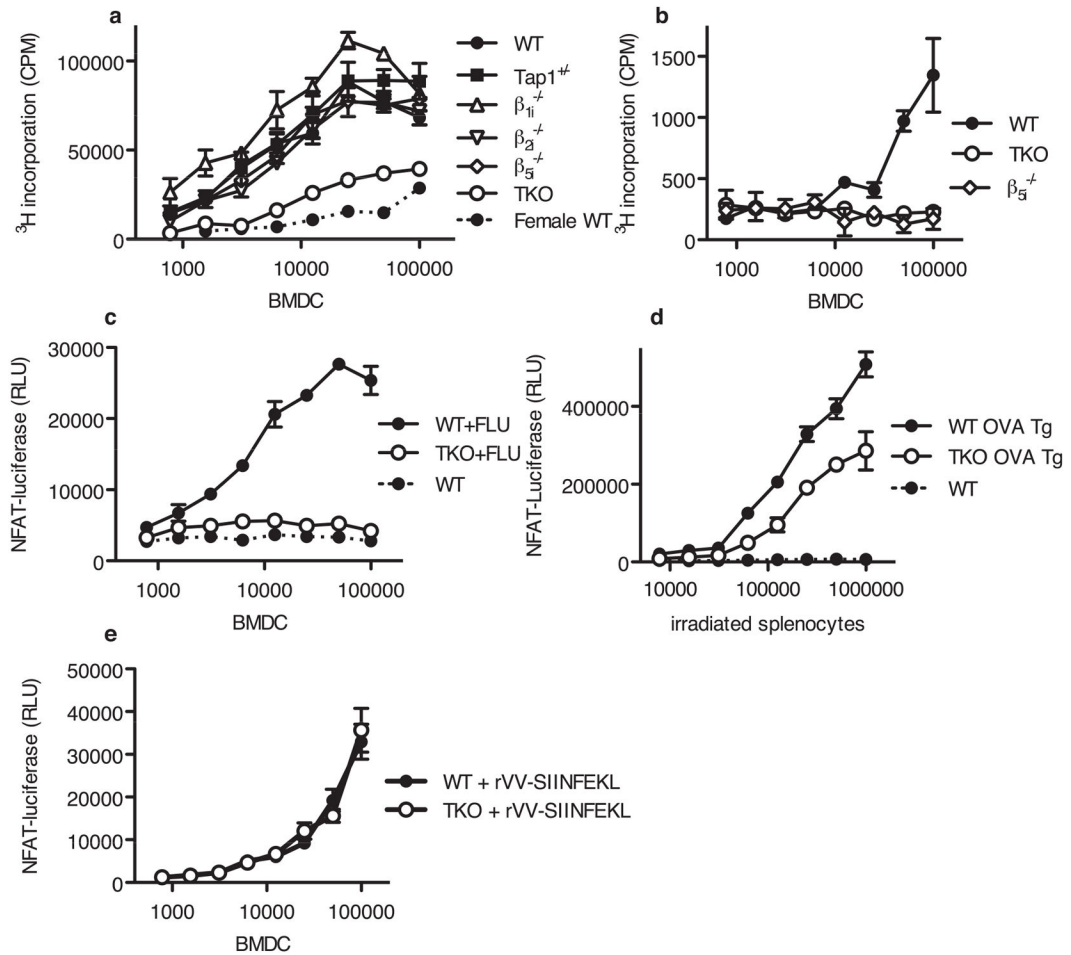 a
³H incorporation (CPM)
100000
50000
0
1000 10000 100000
BMDC
WT
Tap1⁺/⁻
β1i⁻/⁻
β2i⁻/⁻
β5i⁻/⁻
TKO
Female WT
b
³H incorporation (CPM)
1500
1000
500
0
1000 10000 100000
BMDC
WT
TKO
β5i⁻/⁻
c
NFAT-luciferase (RLU)
30000
20000
10000
0
1000 10000 100000
BMDC
WT+FLU
TKO+FLU
WT
d
NFAT-Luciferase (RLU)
400000
200000
0
10000 100000 1000000
irradiated splenocytes
WT OVA Tg
TKO OVA Tg
WT
e
NFAT-luciferase (RLU)
50000
40000
30000
20000
10000
0
1000 10000 100000
BMDC
WT + rVV-SIINFEKL
TKO + rVV-SIINFEKL